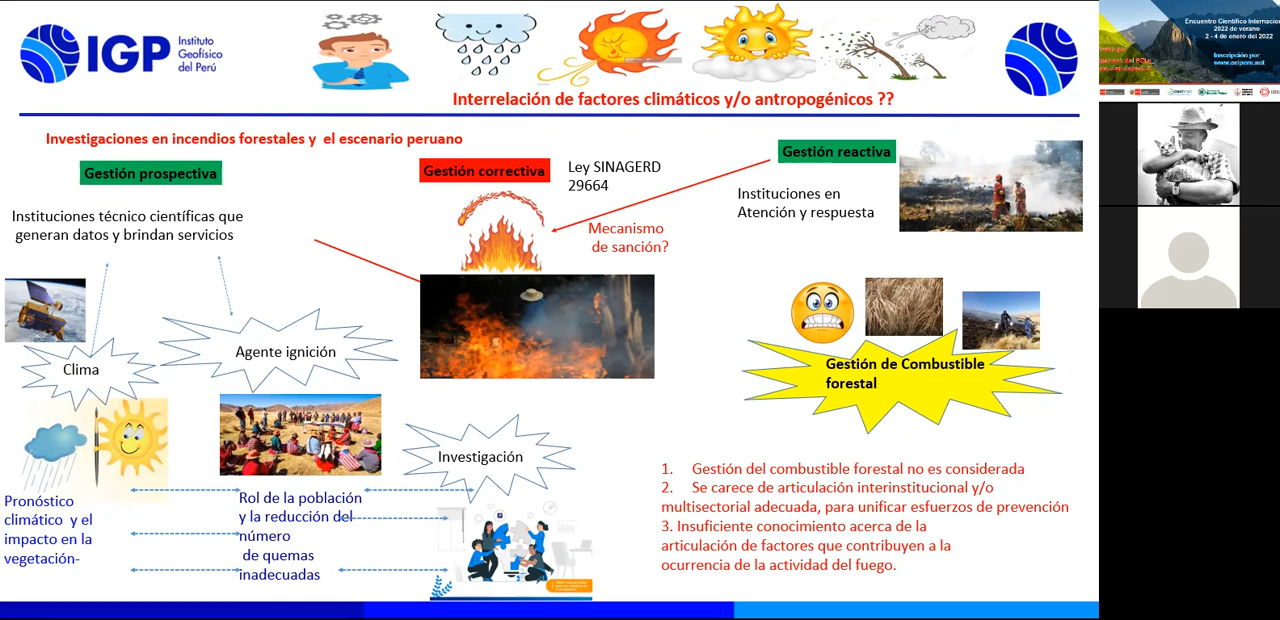 IGP
Instituto
Geofísico
del Perú
Interrelación de factores climáticos y/o antropogénicos ??
Investigaciones en incendios forestales y el escenario peruano
Gestión prospectiva
Instituciones técnico científicas que
generan datos y brindan servicios
Clima
Agente ignición
Pronóstico
climático y el
impacto en la
vegetación-
Rol de la población
y la reducción del
número
de quemas
inadecuadas
Investigación
Gestión correctiva
Ley SINAGERD
29664
Mecanismo
de sanción?
Gestión reactiva
Instituciones en
Atención y respuesta
Gestión de Combustible
forestal
1. Gestión del combustible forestal no es considerada
2. Se carece de articulación interinstitucional y/o
multisectorial adecuada, para unificar esfuerzos de prevención
3. Insuficiente conocimiento acerca de la
articulación de factores que contribuyen a la
ocurrencia de la actividad del fuego.
Encuentro Científico Internacio
2022 de verano
2 - 4 de enero del 2022
Inscripción por